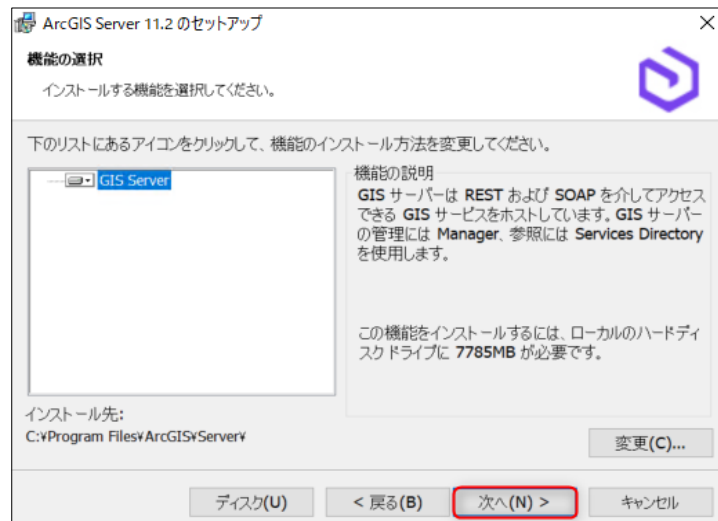 ArcGIS Server 11.2 のセットアップ
機能の選択
インストールする機能を選択してください。
下のリストにあるアイコンをクリックして、機能のインストール方法を変更してください。
GIS Server
機能の説明
GIS サーバーは REST および SOAP を介してアクセス
できる GIS サービスをホストしています。GIS サーバー
の管理には Manager、参照には Services Directory
を使用します。
この機能をインストールするには、ローカルのハードディ
スク ドライブに 7785MB が必要です。
インストール先:
C:¥Program Files¥ArcGIS¥Server¥
変更(C)...
ディスク(U)
< 戻る(B)
次へ(N) >
キャンセル